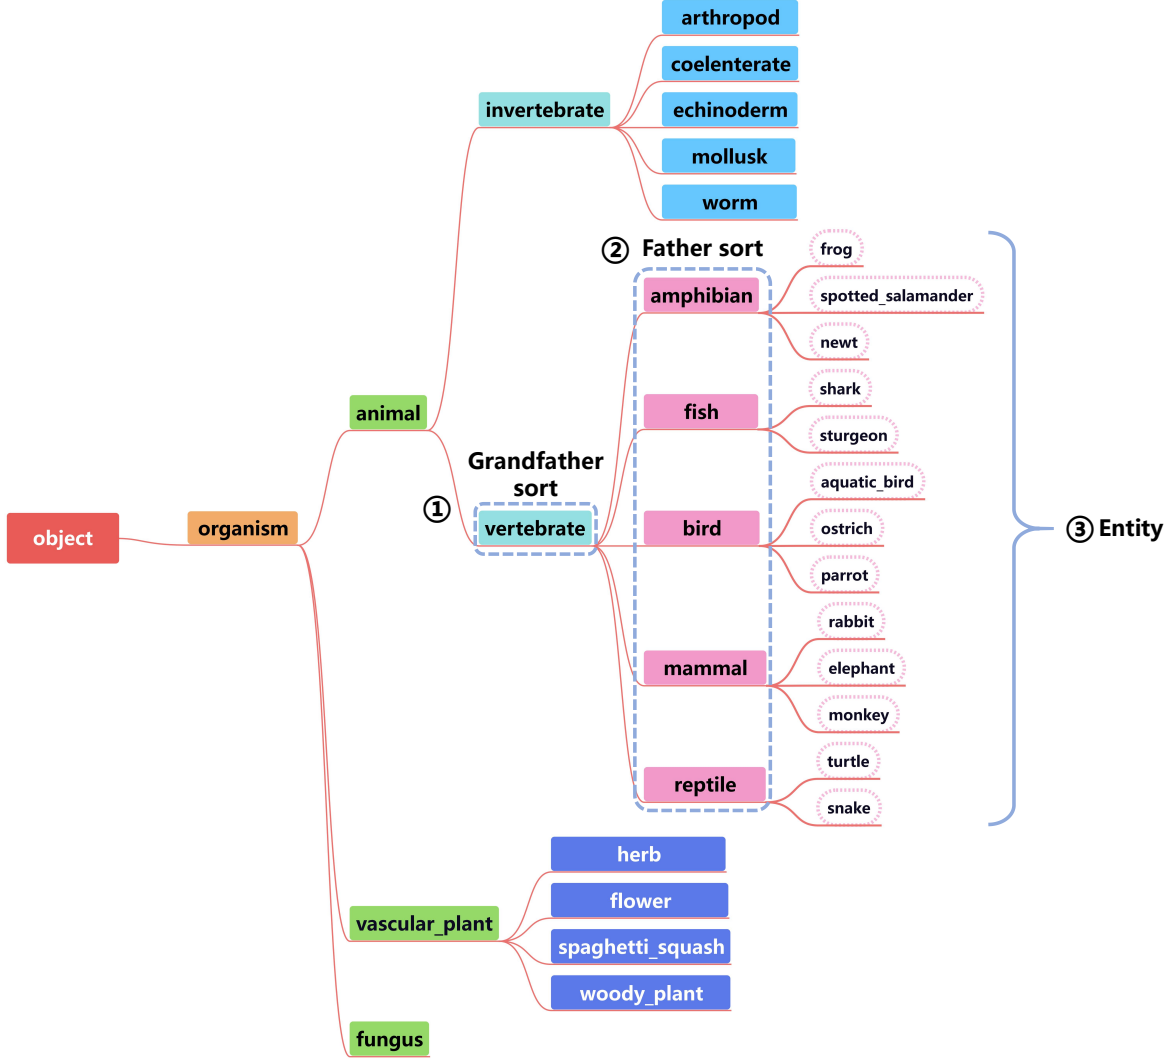 arthropod
coelenterate
invertebrate
echinoderm
mollusk
worm
② Father sort
frog
amphibian
spotted_salamander
newt
shark
animal
fish
sturgeon
Grandfather
sort
aquatic_bird
①
object
organism
vertebrate
bird
ostrich
③ Entity
parrot
rabbit
mammal
elephant
monkey
turtle
reptile
snake
herb
flower
vascular_plant
spaghetti_squash
woody_plant
fungus